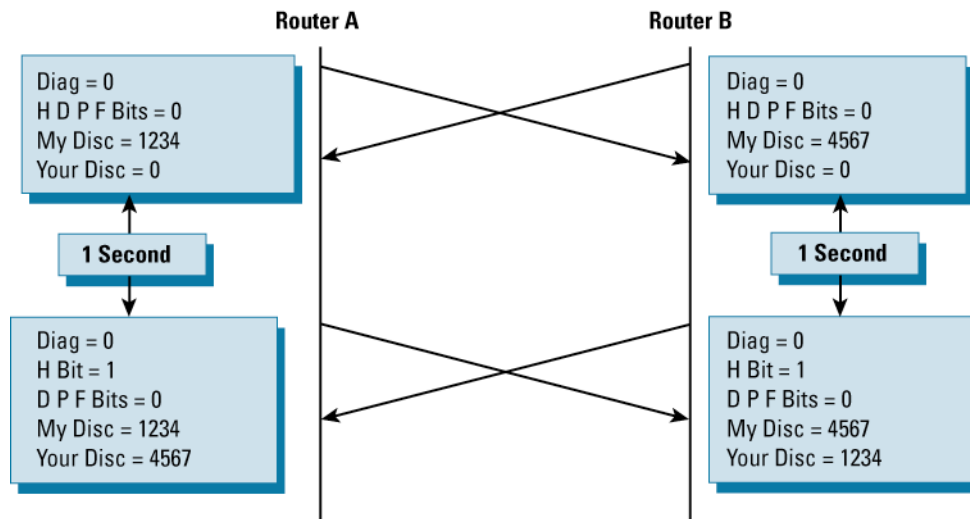 Router A
Router B
Diag = 0
H D P F Bits = 0
My Disc = 1234
Your Disc = 0
Diag = 0
H D P F Bits = 0
My Disc = 4567
Your Disc = 0
1 Second
1 Second
Diag = 0
H Bit = 1
D P F Bits = 0
My Disc = 1234
Your Disc = 4567
Diag = 0
H Bit = 1
D P F Bits = 0
My Disc = 4567
Your Disc = 1234